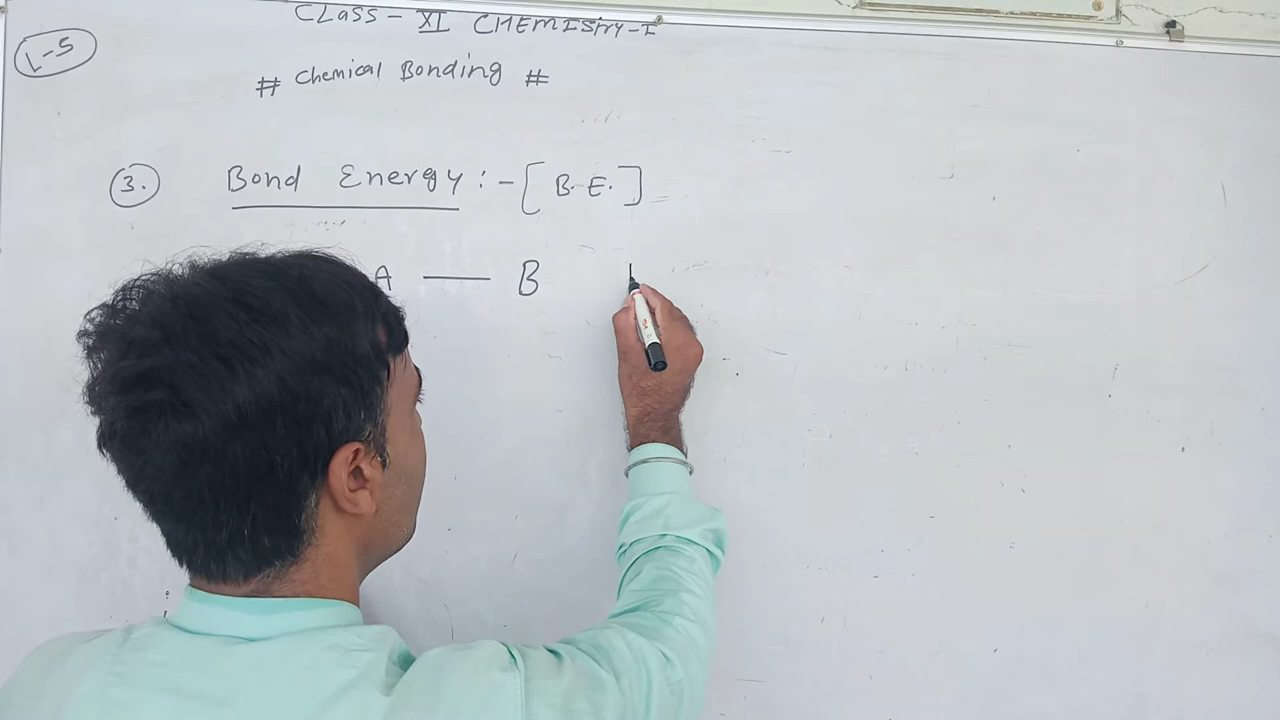 CLASS - XI CHEMIStrY-I
L-5
# Chemical Bonding #
3. Bond Energy :- [B.E.]
A — B